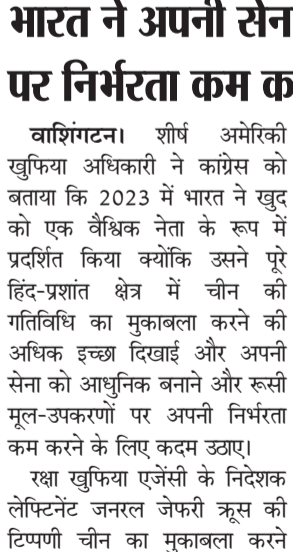 भारत ने अपनी सेन
पर निर्भरता कम क
वाशिंगटन। शीर्ष अमेरिकी
खुफिया अधिकारी ने कांग्रेस को
बताया कि 2023 में भारत ने खुद
को एक वैश्विक नेता के रूप में
प्रदर्शित किया क्योंकि उसने पूरे
हिंद-प्रशांत क्षेत्र में चीन की
गतिविधि का मुकाबला करने की
अधिक इच्छा दिखाई और अपनी
सेना को आधुनिक बनाने और रूसी
मूल-उपकरणों पर अपनी निर्भरता
कम करने के लिए कदम उठाए।
रक्षा खुफिया एजेंसी के निदेशक
लेफ्टिनेंट जनरल जेफरी क्रूस की
टिप्पणी चीन का मुकाबला करने